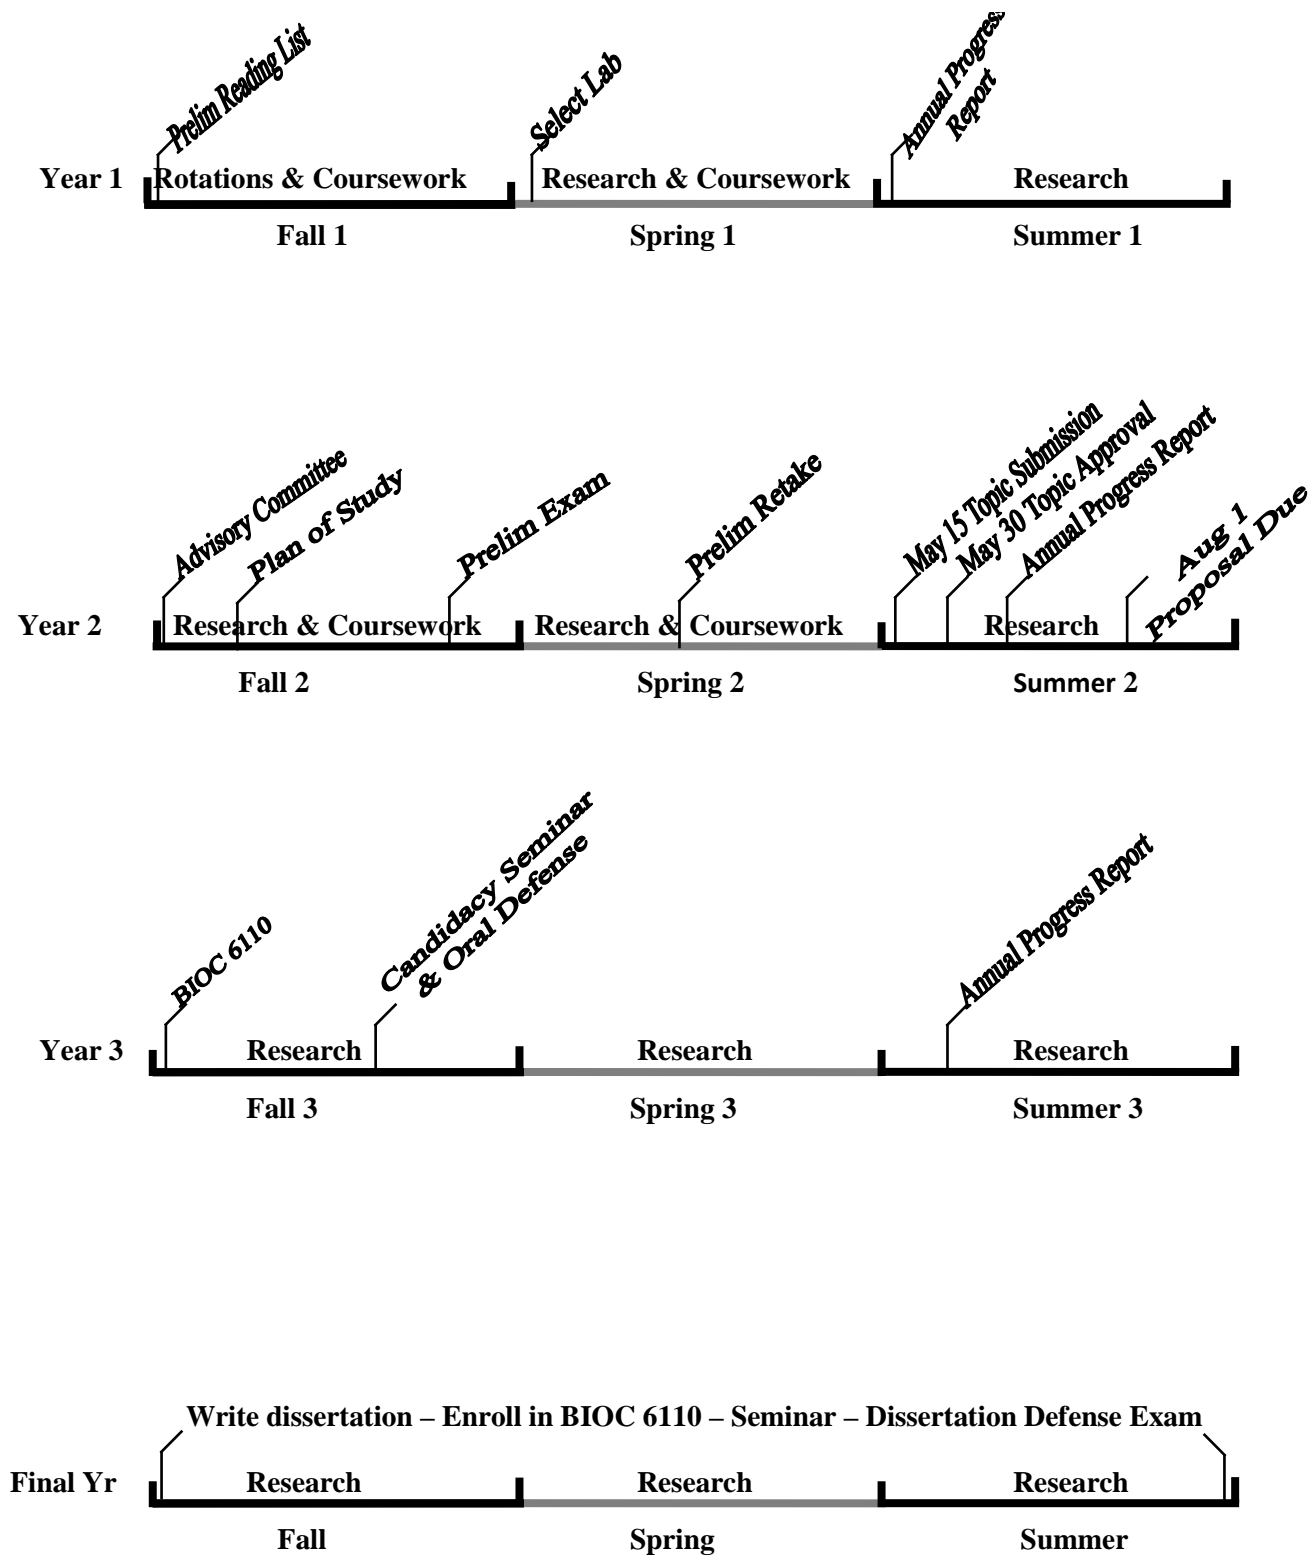 Prelim Reading List
Select Lab
Annual Progress
Report
Year 1
Rotations & Coursework
Research & Coursework
Research
Fall 1
Spring 1
Summer 1
Advisory Committee
Plan of Study
Prelim Exam
Prelim Retake
May 15 Topic Submission
May 30 Topic Approval
Annual Progress Report
Aug 1
Proposal Due
Year 2
Research & Coursework
Research & Coursework
Research
Fall 2
Spring 2
Summer 2
BIOC 6110
Candidacy Seminar
& Oral Defense
Annual Progress Report
Year 3
Research
Research
Research
Fall 3
Spring 3
Summer 3
Write dissertation – Enroll in BIOC 6110 – Seminar – Dissertation Defense Exam
Final Yr
Research
Research
Research
Fall
Spring
Summer